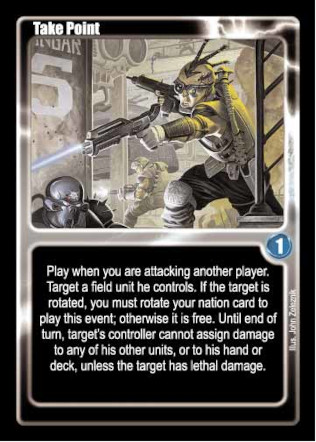 Take Point
NGAR
5
1
Play when you are attacking another player.
Target a field unit he controls. If the target is
rotated, you must rotate your nation card to
play this event; otherwise it is free. Until end of
turn, target's controller cannot assign damage
to any of his other units, or to his hand or
deck, unless the target has lethal damage.
Illus. John Zeleznik